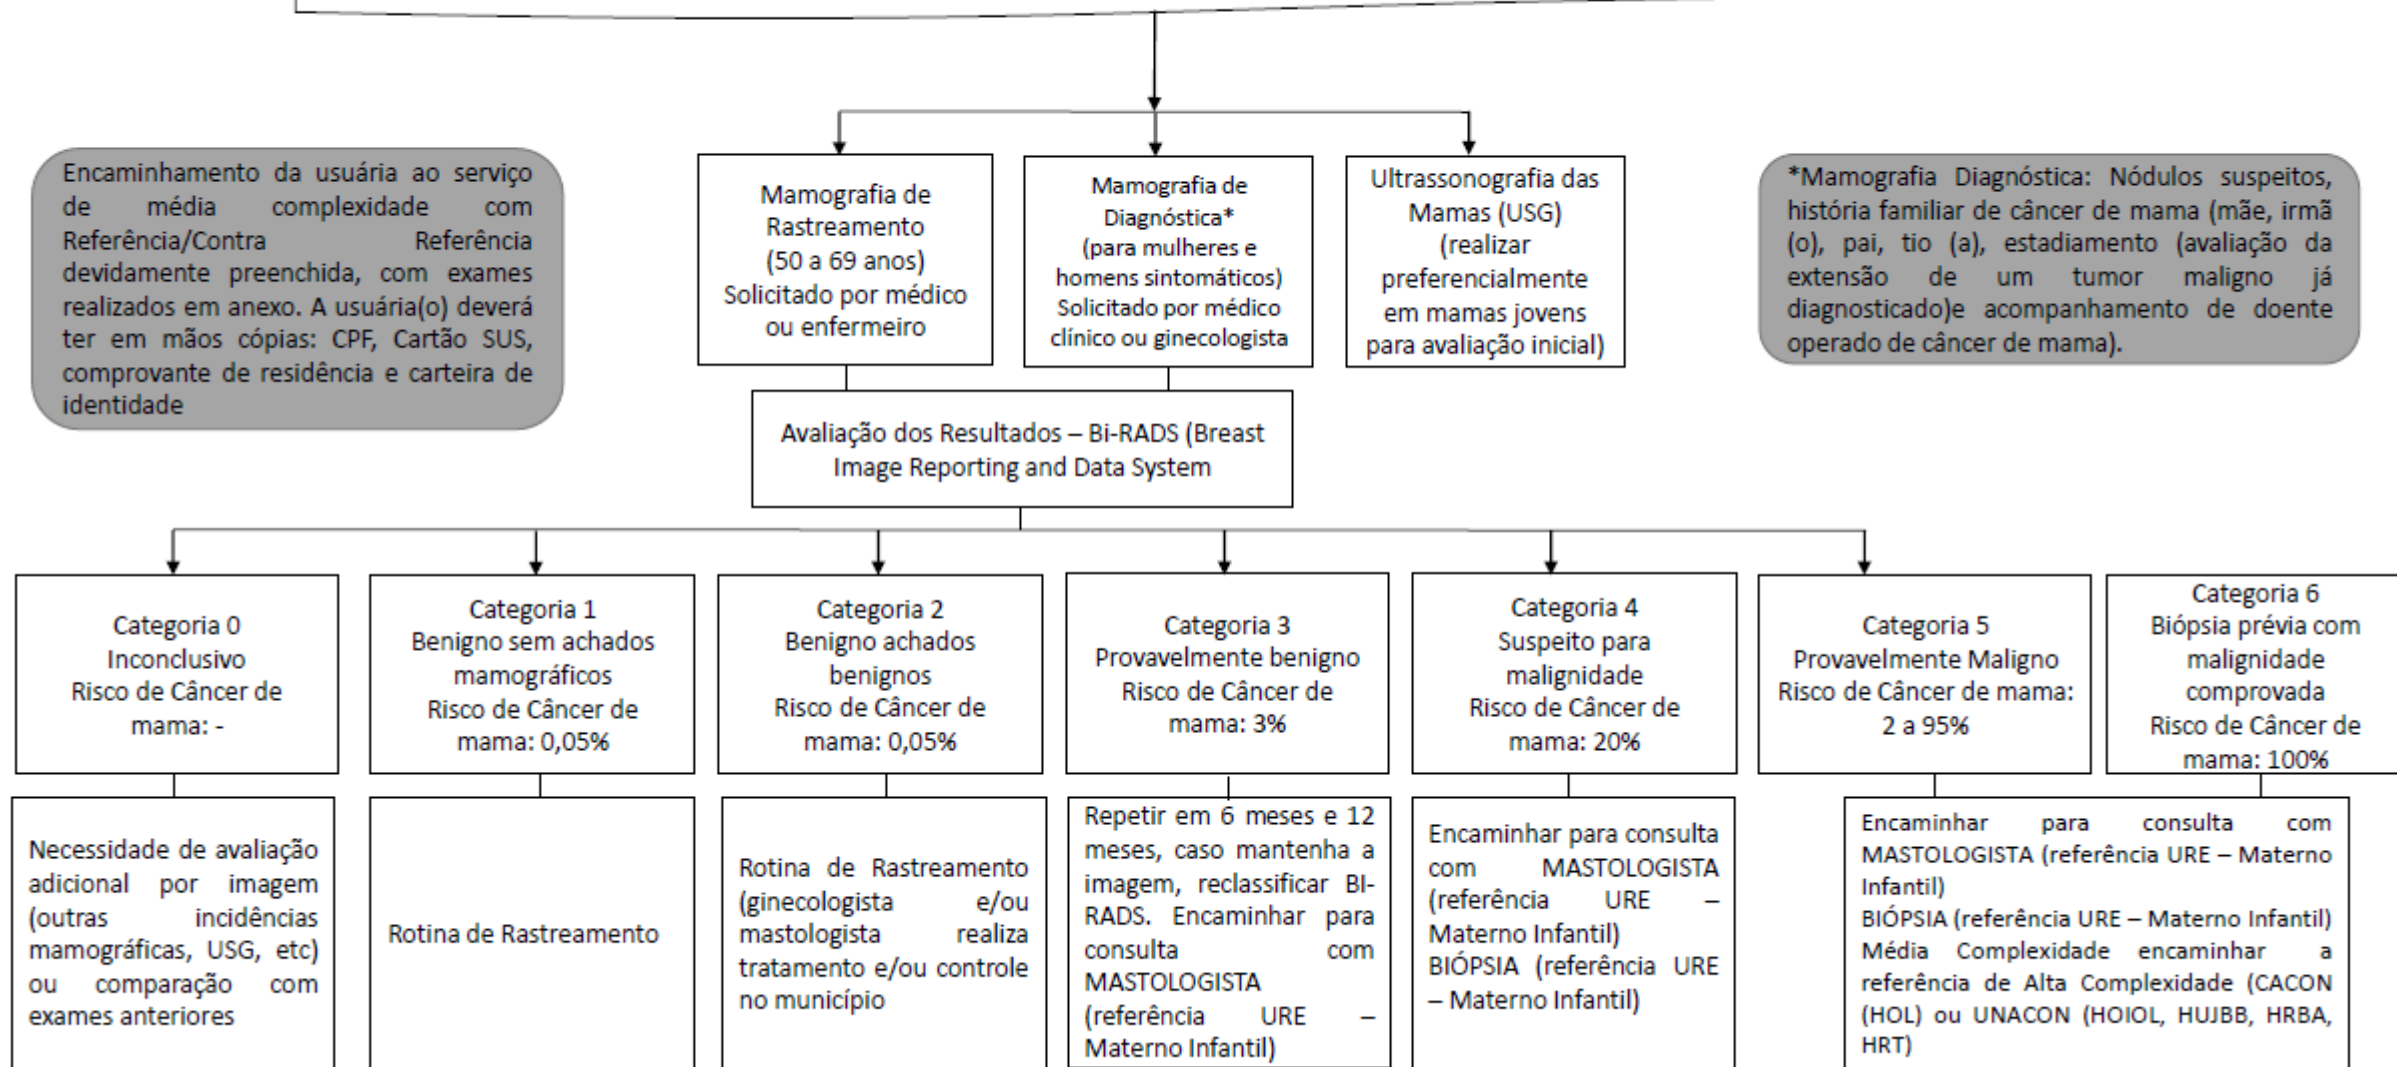 Encaminhamento da usuária ao serviço
de média complexidade com
Referência/Contra Referência
devidamente preenchida, com exames
realizados em anexo. A usuária(o) deverá
ter em mãos cópias: CPF, Cartão SUS,
comprovante de residência e carteira de
identidade
Mamografia de
Rastreamento
(50 a 69 anos)
Solicitado por médico
ou enfermeiro
Mamografia de
Diagnóstica*
(para mulheres e
homens sintomáticos)
Solicitado por médico
clínico ou ginecologista
Ultrassonografia das
Mamas (USG)
(realizar
preferencialmente
em mamas jovens
para avaliação inicial)
*Mamografia Diagnóstica: Nódulos suspeitos,
história familiar de câncer de mama (mãe, irmã
(o), pai, tio (a), estadiamento (avaliação da
extensão de um tumor maligno já
diagnosticado)e acompanhamento de doente
operado de câncer de mama).
Avaliação dos Resultados – Bi-RADS (Breast
Image Reporting and Data System
Categoria 0
Inconclusivo
Risco de Câncer de
mama: -
Categoria 1
Benigno sem achados
mamográficos
Risco de Câncer de
mama: 0,05%
Categoria 2
Benigno achados
benignos
Risco de Câncer de
mama: 0,05%
Categoria 3
Provavelmente benigno
Risco de Câncer de
mama: 3%
Categoria 4
Suspeito para
malignidade
Risco de Câncer de
mama: 20%
Categoria 5
Provavelmente Maligno
Risco de Câncer de mama:
2 a 95%
Categoria 6
Biópsia prévia com
malignidade
comprovada
Risco de Câncer de
mama: 100%
Necessidade de avaliação
adicional por imagem
(outras incidências
mamográficas, USG, etc)
ou comparação com
exames anteriores
Rotina de Rastreamento
Rotina de Rastreamento
(ginecologista e/ou
mastologista realiza
tratamento e/ou controle
no município
Repetir em 6 meses e 12
meses, caso mantenha a
imagem, reclassificar BI-
RADS. Encaminhar para
consulta com
MASTOLOGISTA
(referência URE –
Materno Infantil)
Encaminhar para consulta
com MASTOLOGISTA
(referência URE –
Materno Infantil)
BIÓPSIA (referência URE
– Materno Infantil)
Encaminhar para consulta com
MASTOLOGISTA (referência URE – Materno
Infantil)
BIÓPSIA (referência URE – Materno Infantil)
Média Complexidade encaminhar a
referência de Alta Complexidade (CACON
(HOL) ou UNACON (HOIOL, HUJBB, HRBA,
HRT)